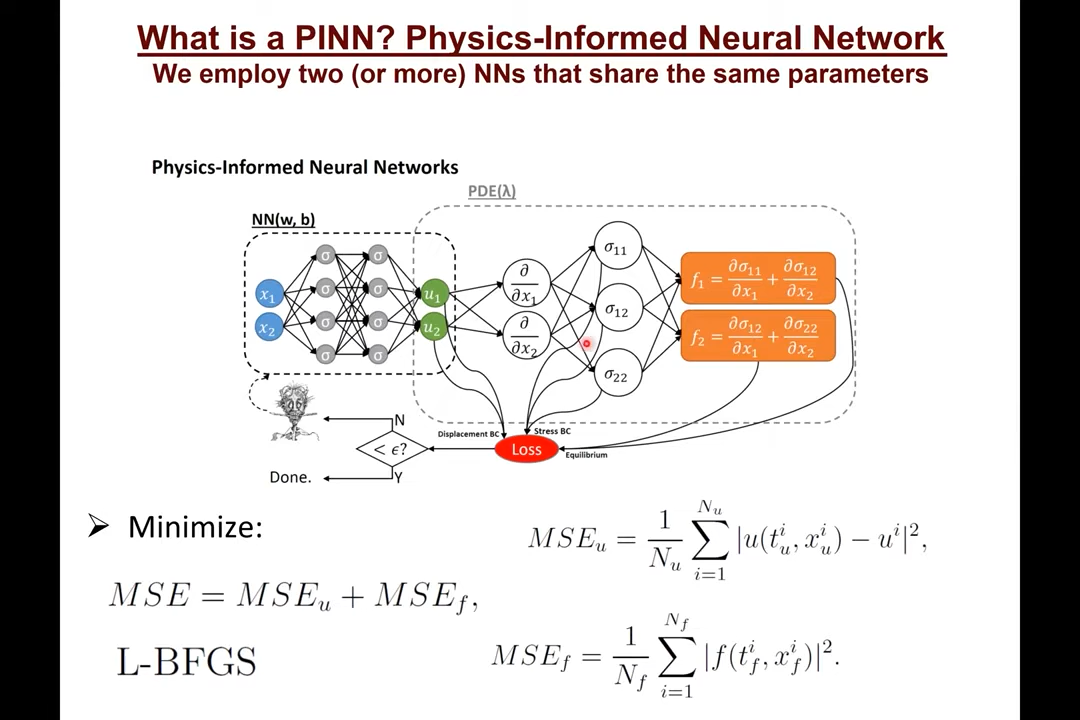 What is a PINN? Physics-Informed Neural Network
We employ two (or more) NNs that share the same parameters
Physics-Informed Neural Networks
PDE(λ)
NN(w, b)
x₁
x₂
σ σ
σ σ
σ σ
σ σ
u₁
u₂
∂/∂x₁
∂/∂x₂
σ₁₁
σ₁₂
σ₂₂
f₁ = ∂σ₁₁/∂x₁ + ∂σ₁₂/∂x₂
f₂ = ∂σ₁₂/∂x₁ + ∂σ₂₂/∂x₂
Displacement BC
Stress BC
Equilibrium
Loss
< ϵ?
N
Y
Done.
➢ Minimize:
MSE = MSE_u + MSE_f,
L-BFGS
MSE_u = 1/N_u ∑_{i=1}^{N_u} |u(t_u^i, x_u^i) − u^i|²,
MSE_f = 1/N_f ∑_{i=1}^{N_f} |f(t_f^i, x_f^i)|².